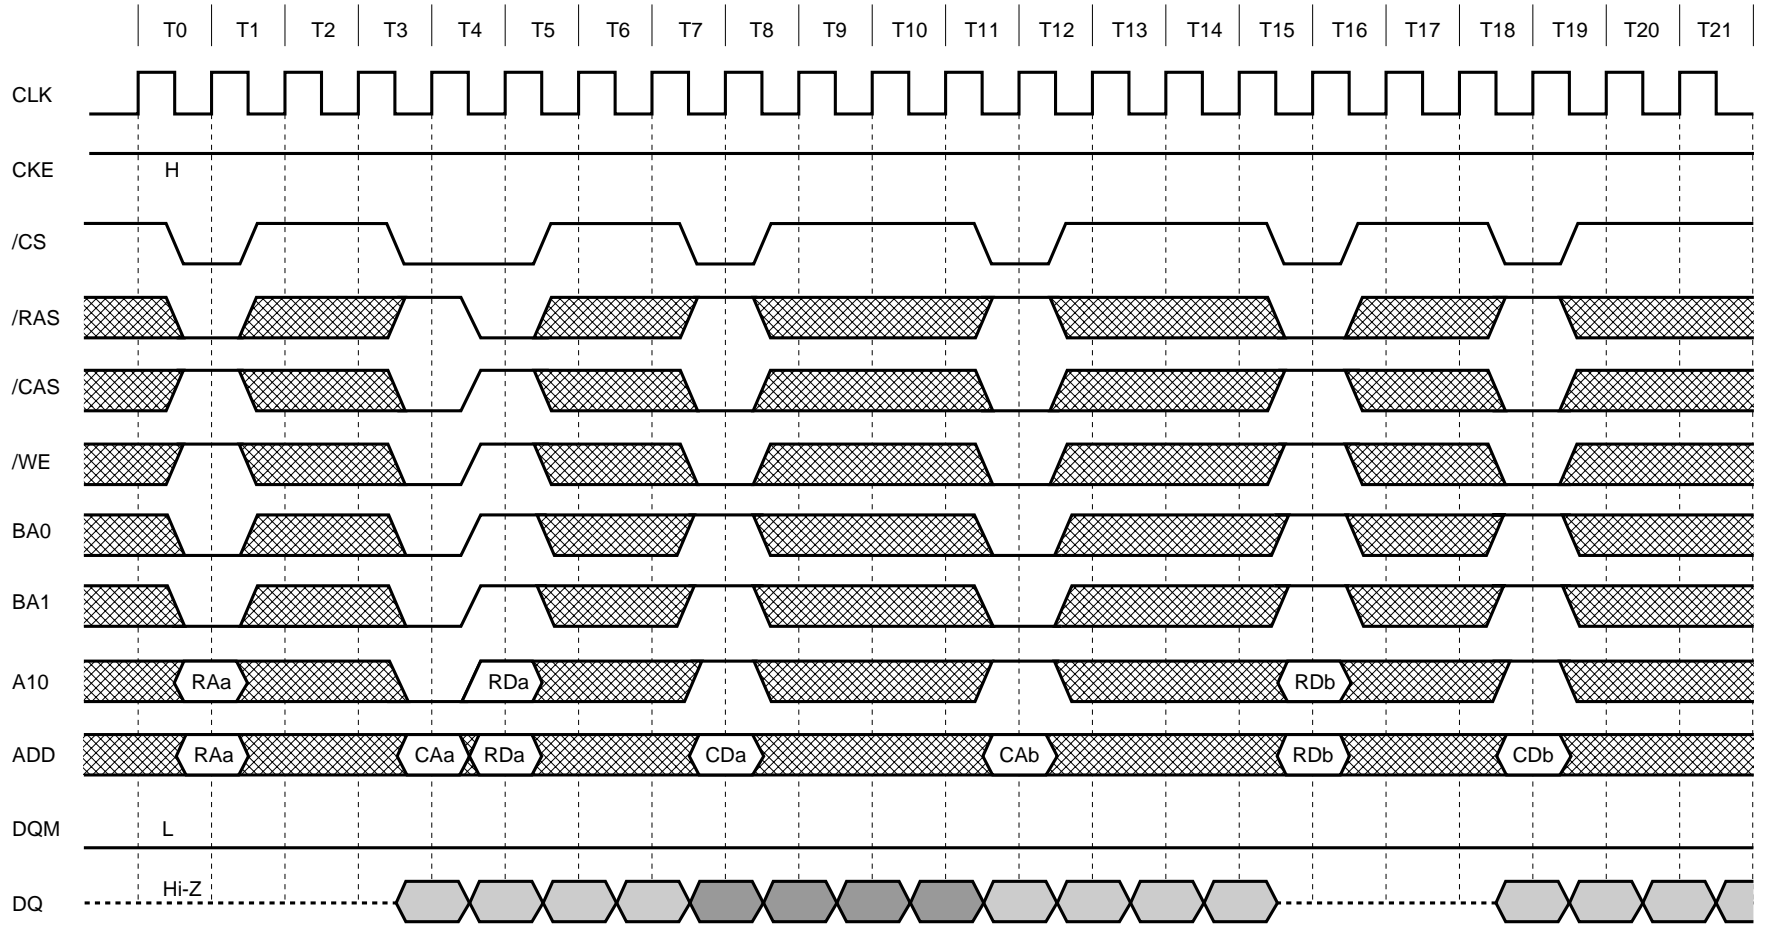 T0 T1 T2 T3 T4 T5 T6 T7 T8 T9 T10 T11 T12 T13 T14 T15 T16 T17 T18 T19 T20 T21
CLK
CKE H
/CS
/RAS
/CAS
/WE
BA0
BA1
A10 RAa RDa RDb
ADD RAa CAa RDa CDa CAb RDb CDb
DQM L
DQ Hi-Z